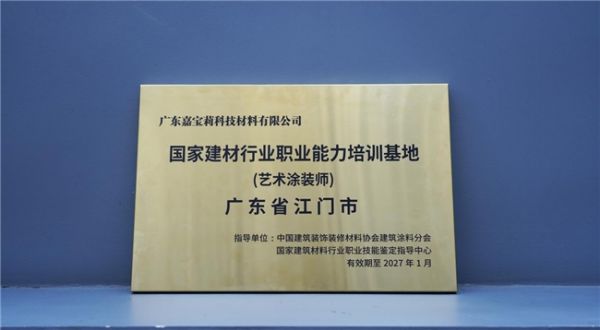 广东嘉宝莉科技材料有限公司
国家建材行业职业能力培训基地
(艺术涂装师)
广东省江门市
指导单位：中国建筑装饰装修材料协会建筑涂料分会
国家建筑材料行业职业技能鉴定指导中心
有效期至 2027 年 1 月